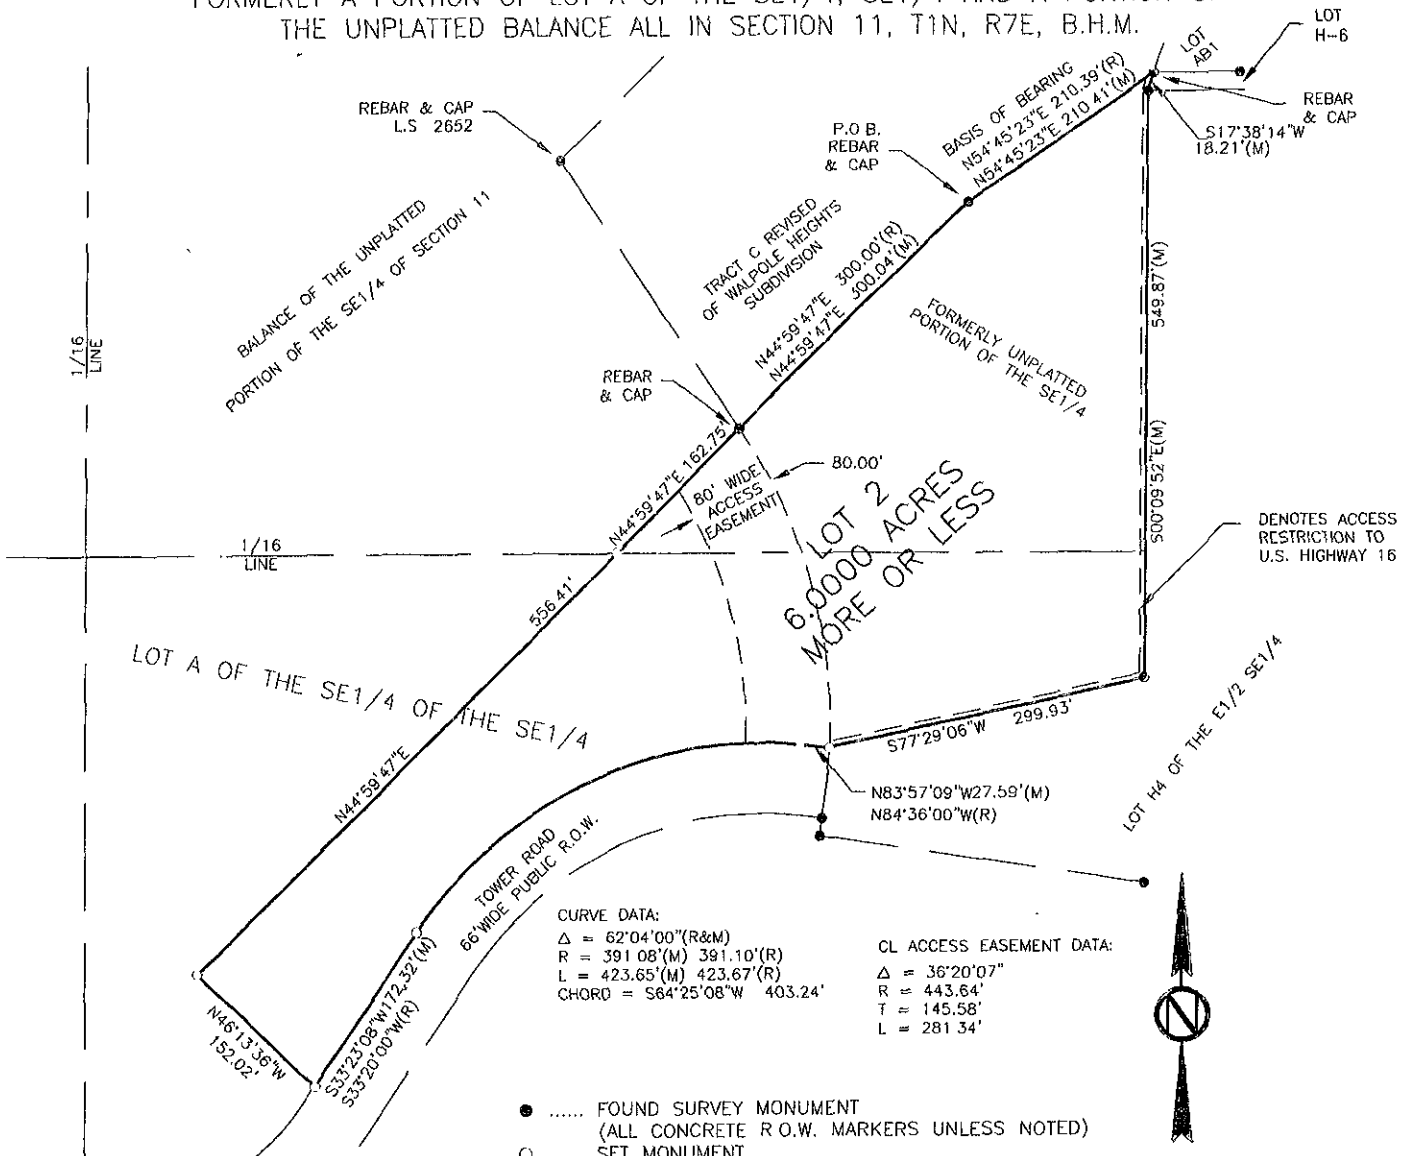 THE UNPLATTED BALANCE ALL IN SECTION 11, T1N, R7E, B.H.M.
LOT
H-6
LOT
AB1
REBAR & CAP
L.S 2652
P.O B.
REBAR
& CAP
BASIS OF BEARING
N54°45'23"E 210.39'(R)
N54°45'23"E 210 41'(M)
REBAR
& CAP
S17°38'14"W
18.21'(M)
BALANCE OF THE UNPLATTED
PORTION OF THE SE1/4 OF SECTION 11
TRACT C REVISED
OF WALPOLE HEIGHTS
SUBDIVISION
N44°59'47"E 300.00'(R)
N44°59'47"E 300.04'(M)
FORMERLY UNPLATTED
PORTION OF THE SE1/4
549.87'(M)
S00°09'52"E(M)
1/16
LINE
REBAR
& CAP
N44°59'47"E 162.75'
80' WIDE
ACCESS
EASEMENT
80.00'
LOT 2
6.0000 ACRES
MORE OR LESS
DENOTES ACCESS
RESTRICTION TO
U.S. HIGHWAY 16
1/16
LINE
556 41'
N44°59'47"E
LOT A OF THE SE1/4 OF THE SE1/4
S77°29'06"W 299.93'
LOT H4 OF THE E1/2 SE1/4
N83°57'09"W27.59'(M)
N84°36'00"W(R)
TOWER ROAD
66'WIDE PUBLIC R.O.W.
CURVE DATA:
Δ = 62°04'00"(R&M)
R = 391 08'(M) 391.10'(R)
L = 423.65'(M) 423.67'(R)
CHORD = S64°25'08"W 403.24'
CL ACCESS EASEMENT DATA:
Δ = 36°20'07"
R = 443.64'
T = 145.58'
L = 281 34'
N46°13'36"W
152.02'
S33°23'08"W172.32'(M)
S33°20'00"W(R)
N
...... FOUND SURVEY MONUMENT
(ALL CONCRETE R O.W. MARKERS UNLESS NOTED)
SET MONUMENT